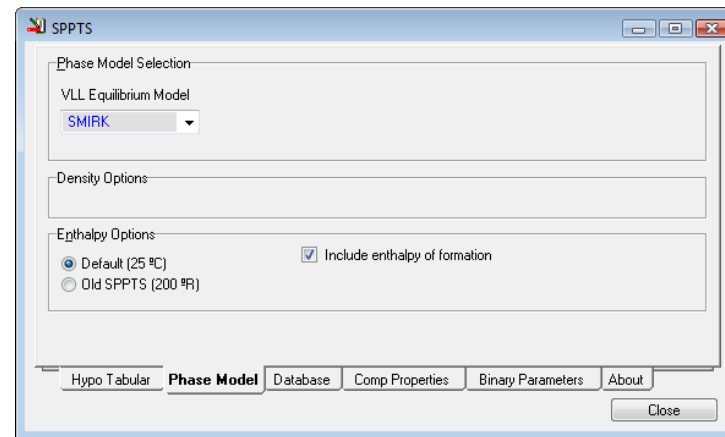 SPPTS
Phase Model Selection
VLL Equilibrium Model
SMIRK
Density Options
Enthalpy Options
Default (25 ºC)
Include enthalpy of formation
Old SPPTS (200 ºR)
Hypo Tabular Phase Model Database Comp Properties Binary Parameters About
Close